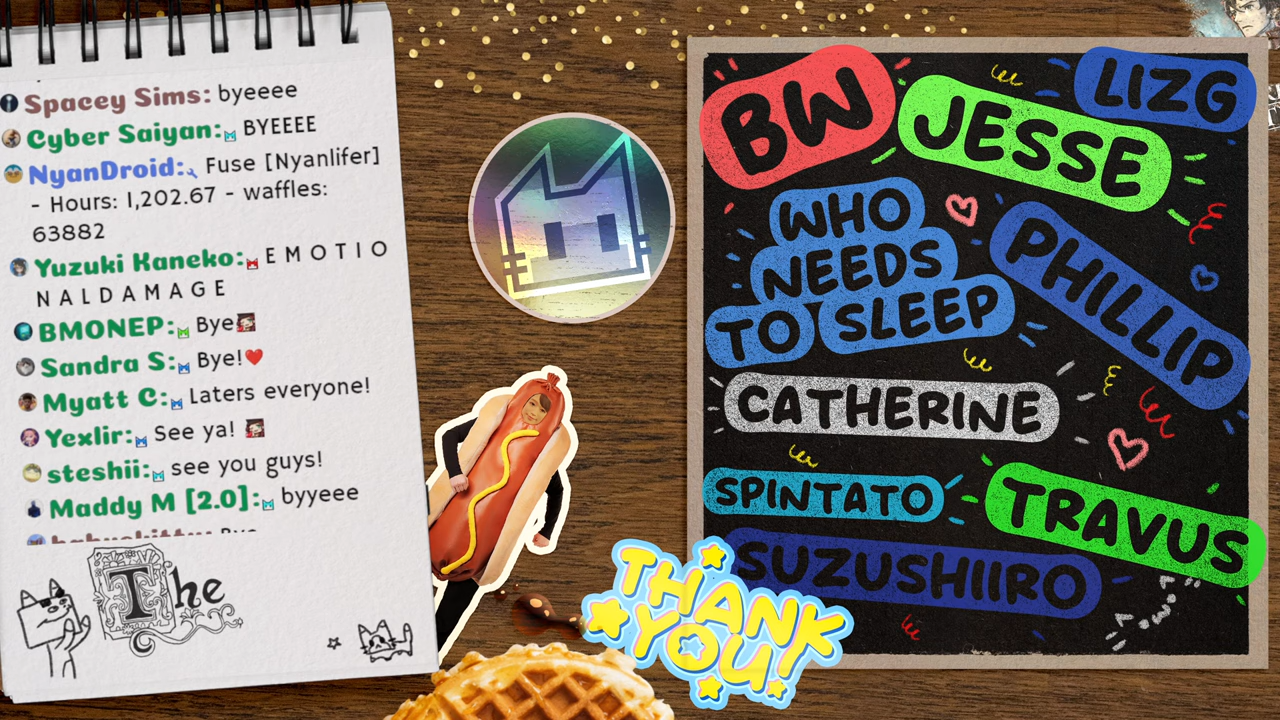 Spacey Sims: byeeee
Cyber Saiyan: BYEEEE
NyanDroid: Fuse [Nyanlifer]
- Hours: 1,202.67 - waffles:
63882
Yuzuki Kaneko: E M O T I O
N A L D A M A G E
BMONEP: Bye
Sandra S: Bye!❤️
Myatt C: Laters everyone!
Yexlir: See ya!
steshii: see you guys!
Maddy M [2.0]: byyeee
The
THANK
YOU!
BW
JESSE
LIZG
WHO
NEEDS
TO SLEEP
PHILLIP
CATHERINE
SPINTATO
TRAVUS
SUZUSHIIRO